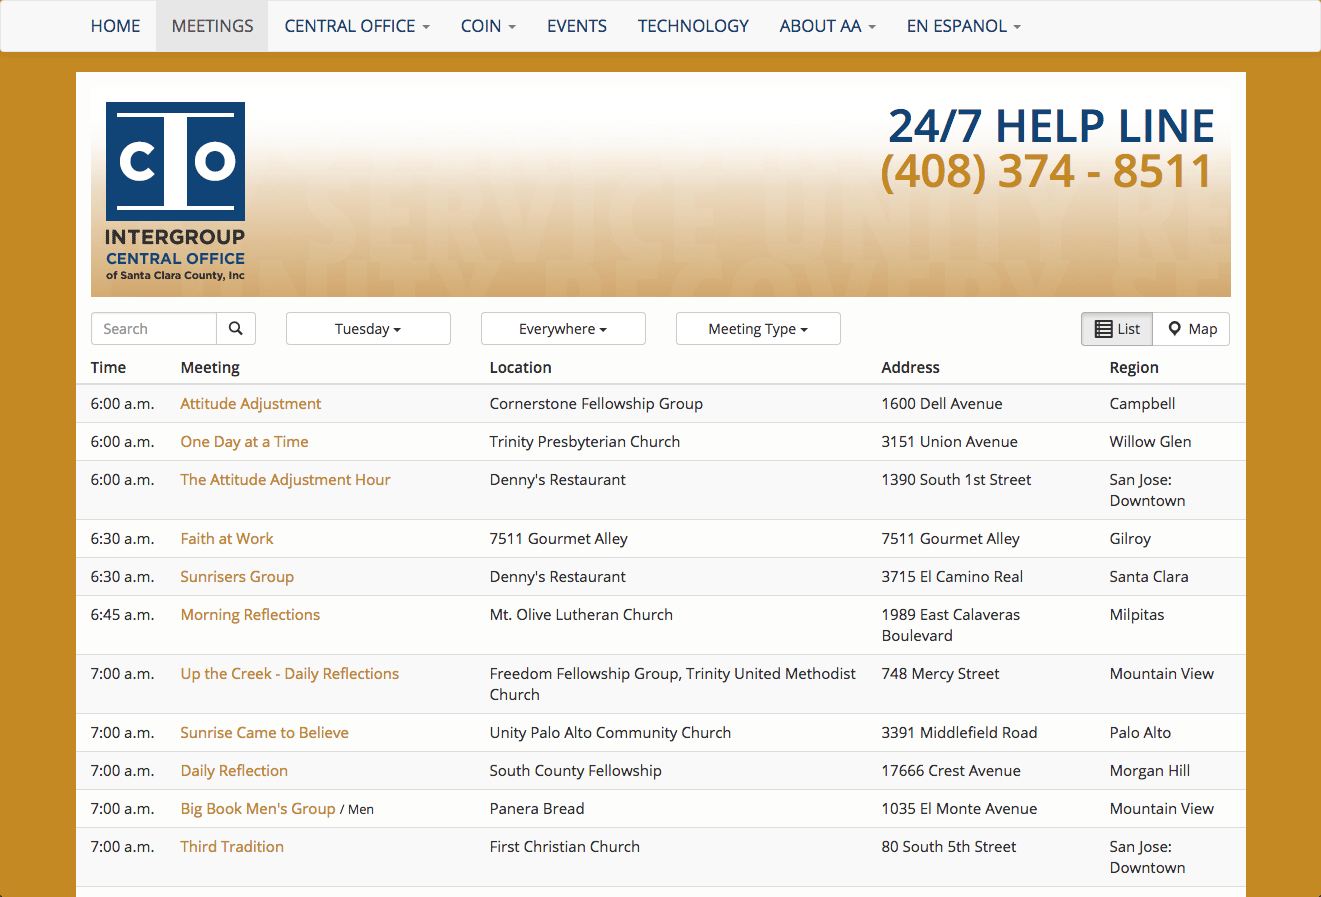 HOME MEETINGS CENTRAL OFFICE COIN EVENTS TECHNOLOGY ABOUT AA EN ESPANOL
24/7 HELP LINE
(408) 374 - 8511
CTO
INTERGROUP
CENTRAL OFFICE
of Santa Clara County, Inc
SERVICE UNITY RE
UNITY RECOVERY SE
Search Tuesday Everywhere Meeting Type List Map
Time Meeting Location Address Region
6:00 a.m. Attitude Adjustment Cornerstone Fellowship Group 1600 Dell Avenue Campbell
6:00 a.m. One Day at a Time Trinity Presbyterian Church 3151 Union Avenue Willow Glen
6:00 a.m. The Attitude Adjustment Hour Denny's Restaurant 1390 South 1st Street San Jose:
Downtown
6:30 a.m. Faith at Work 7511 Gourmet Alley 7511 Gourmet Alley Gilroy
6:30 a.m. Sunrisers Group Denny's Restaurant 3715 El Camino Real Santa Clara
6:45 a.m. Morning Reflections Mt. Olive Lutheran Church 1989 East Calaveras Milpitas
Boulevard
7:00 a.m. Up the Creek - Daily Reflections Freedom Fellowship Group, Trinity United Methodist 748 Mercy Street Mountain View
Church
7:00 a.m. Sunrise Came to Believe Unity Palo Alto Community Church 3391 Middlefield Road Palo Alto
7:00 a.m. Daily Reflection South County Fellowship 17666 Crest Avenue Morgan Hill
7:00 a.m. Big Book Men's Group / Men Panera Bread 1035 El Monte Avenue Mountain View
7:00 a.m. Third Tradition First Christian Church 80 South 5th Street San Jose:
Downtown